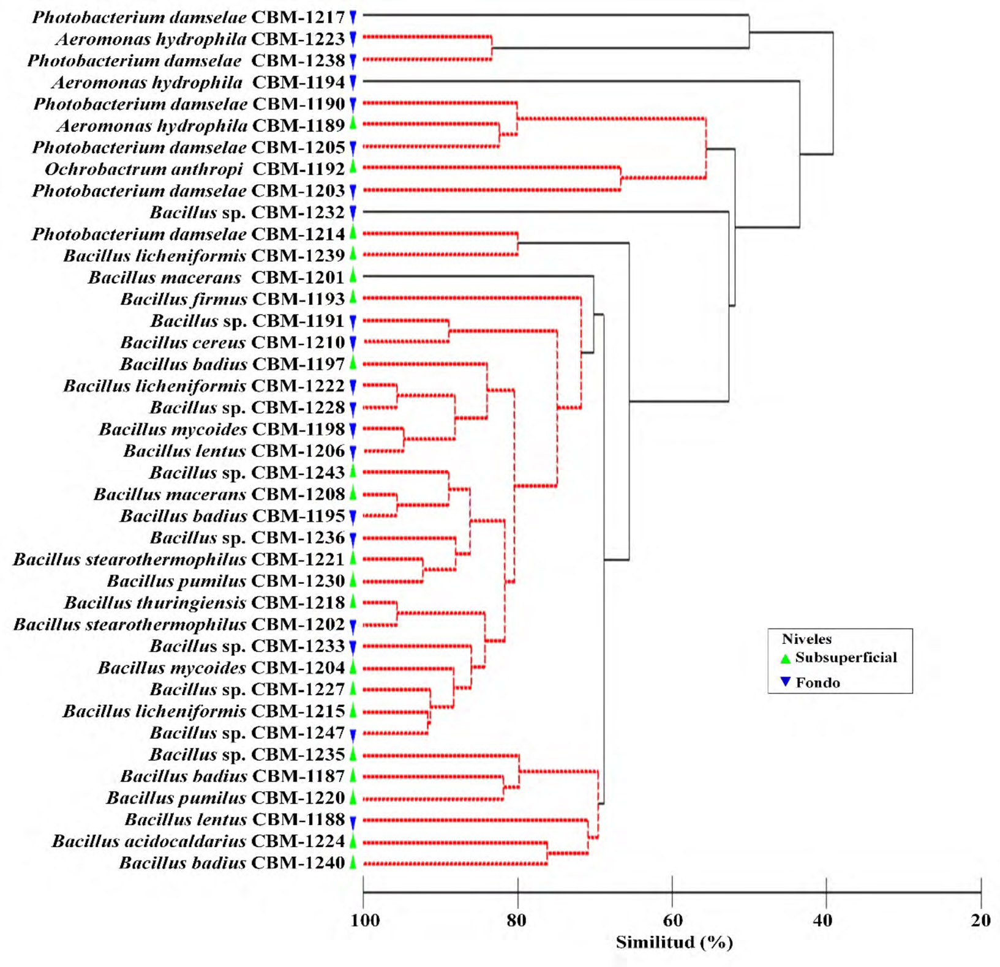 Photobacterium damselae CBM-1217
Aeromonas hydrophila CBM-1223
Photobacterium damselae CBM-1238
Aeromonas hydrophila CBM-1194
Photobacterium damselae CBM-1190
Aeromonas hydrophila CBM-1189
Photobacterium damselae CBM-1205
Ochrobactrum anthropi CBM-1192
Photobacterium damselae CBM-1203
Bacillus sp. CBM-1232
Photobacterium damselae CBM-1214
Bacillus licheniformis CBM-1239
Bacillus macerans CBM-1201
Bacillus firmus CBM-1193
Bacillus sp. CBM-1191
Bacillus cereus CBM-1210
Bacillus badius CBM-1197
Bacillus licheniformis CBM-1222
Bacillus sp. CBM-1228
Bacillus mycoides CBM-1198
Bacillus lentus CBM-1206
Bacillus sp. CBM-1243
Bacillus macerans CBM-1208
Bacillus badius CBM-1195
Bacillus sp. CBM-1236
Bacillus stearothermophilus CBM-1221
Bacillus pumilus CBM-1230
Bacillus thuringiensis CBM-1218
Bacillus stearothermophilus CBM-1202
Bacillus sp. CBM-1233
Bacillus mycoides CBM-1204
Bacillus sp. CBM-1227
Bacillus licheniformis CBM-1215
Bacillus sp. CBM-1247
Bacillus sp. CBM-1235
Bacillus badius CBM-1187
Bacillus pumilus CBM-1220
Bacillus lentus CBM-1188
Bacillus acidocaldarius CBM-1224
Bacillus badius CBM-1240
Niveles
Subsuperficial
Fondo
100 80 60 40 20
Similitud (%)